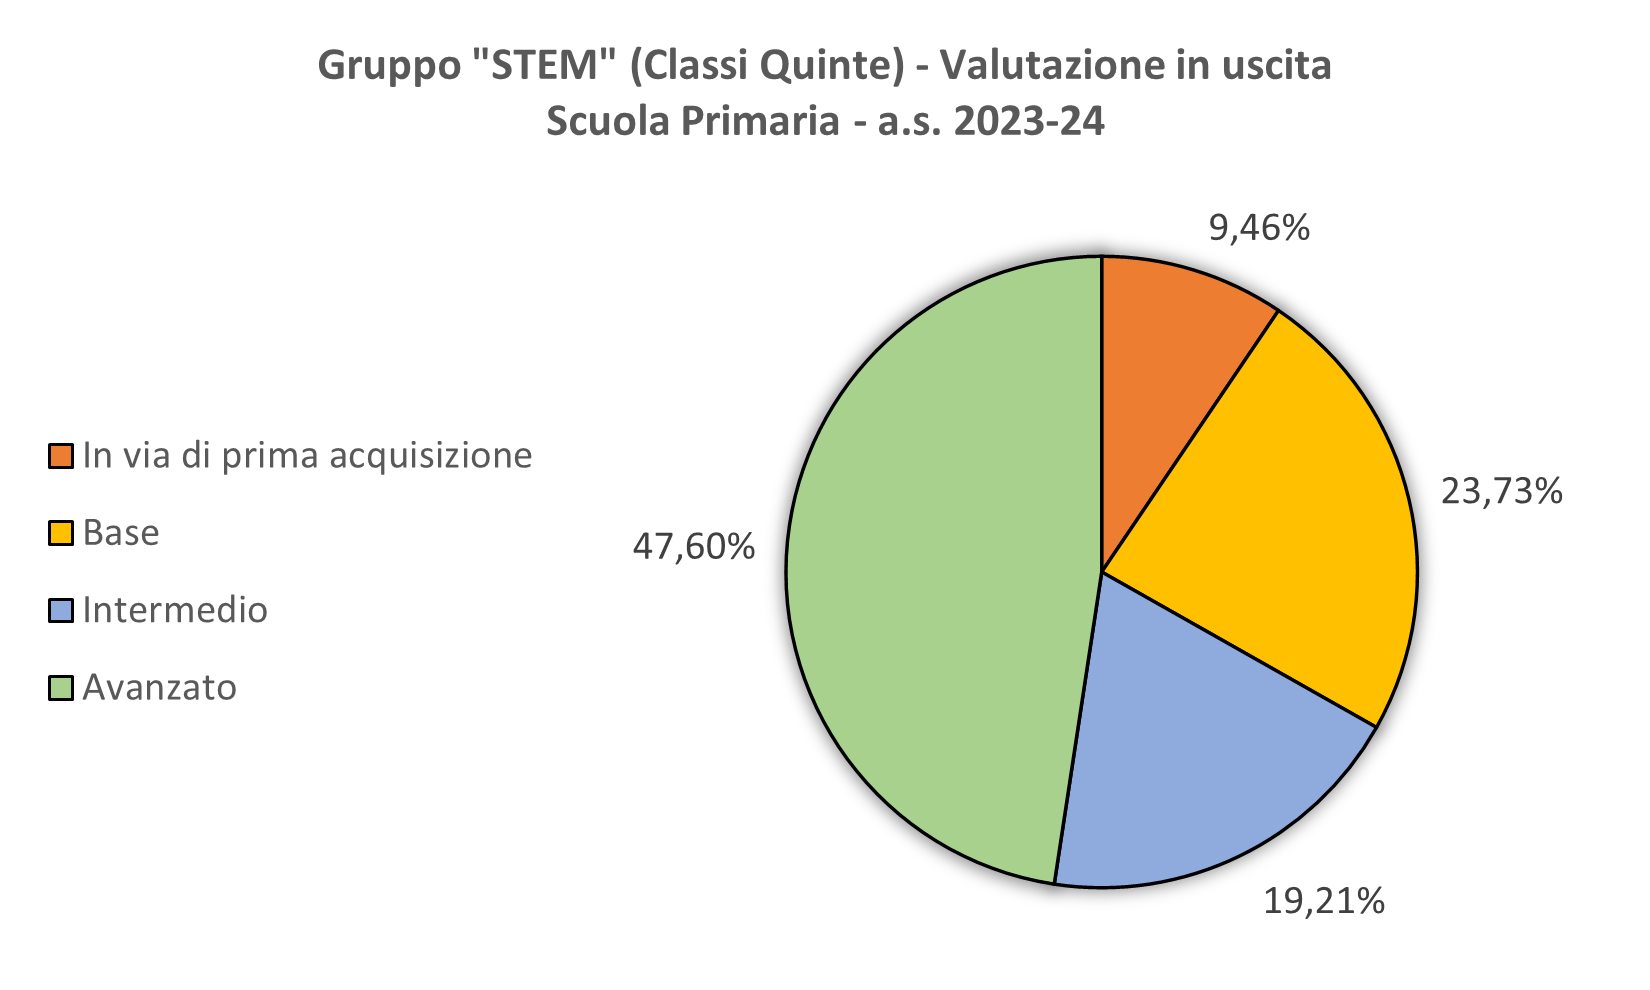 Gruppo "STEM" (Classi Quinte) - Valutazione in uscita
Scuola Primaria - a.s. 2023-24
9,46%
23,73%
19,21%
47,60%
In via di prima acquisizione
Base
Intermedio
Avanzato